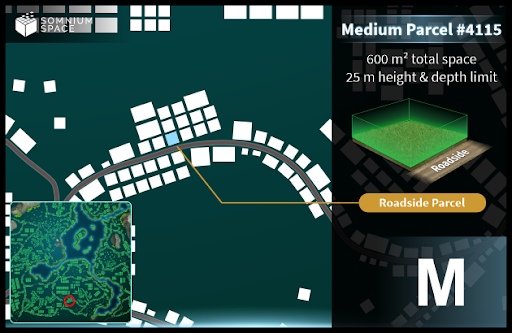 SOMNIUM
SPACE
Medium Parcel #4115
600 m² total space
25 m height & depth limit
Roadside
Roadside Parcel
M